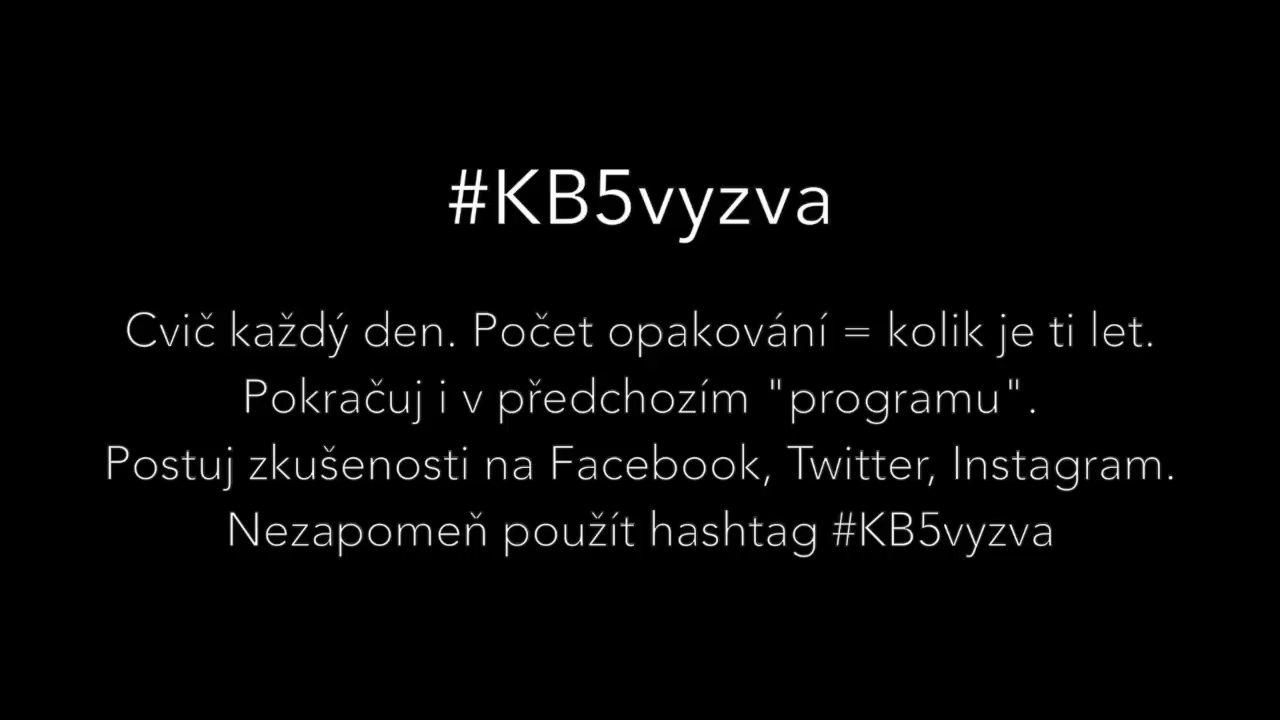 #KB5vyzva
Cvič každý den. Počet opakování = kolik je ti let.
Pokračuj i v předchozím "programu".
Postuj zkušenosti na Facebook, Twitter, Instagram.
Nezapomeň použít hashtag #KB5vyzva